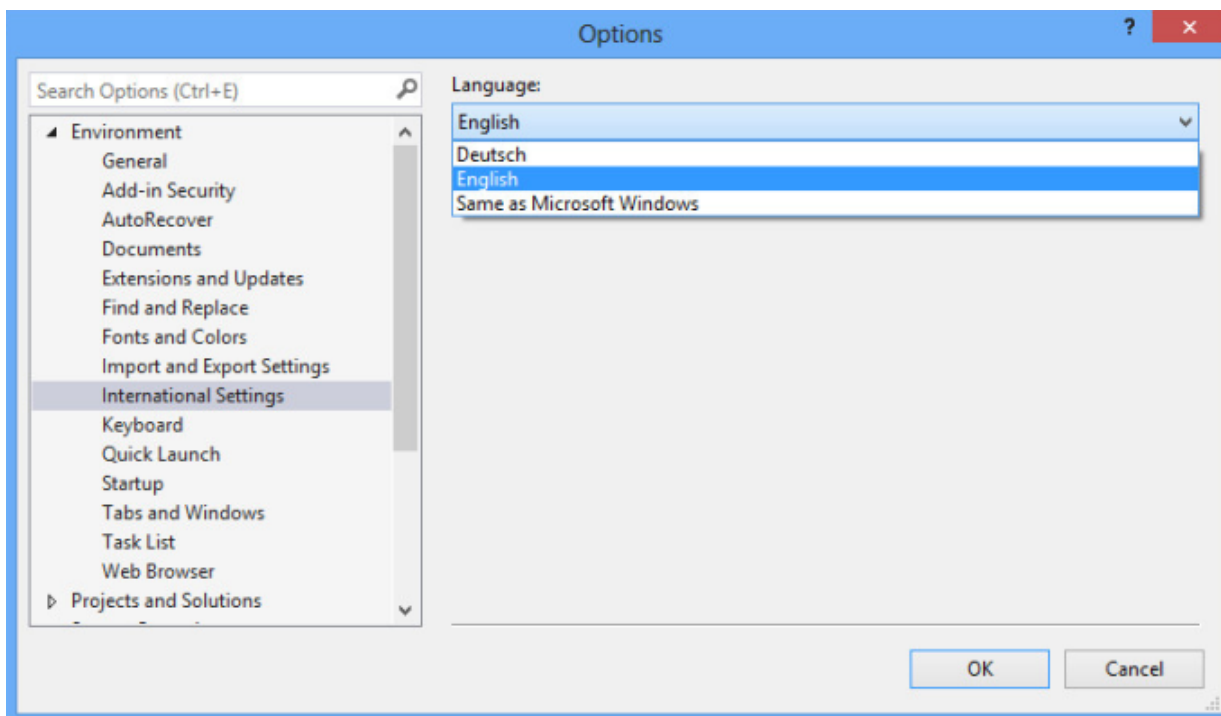 Options
?
Search Options (Ctrl+E)
Environment
General
Add-in Security
AutoRecover
Documents
Extensions and Updates
Find and Replace
Fonts and Colors
Import and Export Settings
International Settings
Keyboard
Quick Launch
Startup
Tabs and Windows
Task List
Web Browser
Projects and Solutions
Language:
English
Deutsch
English
Same as Microsoft Windows
OK
Cancel